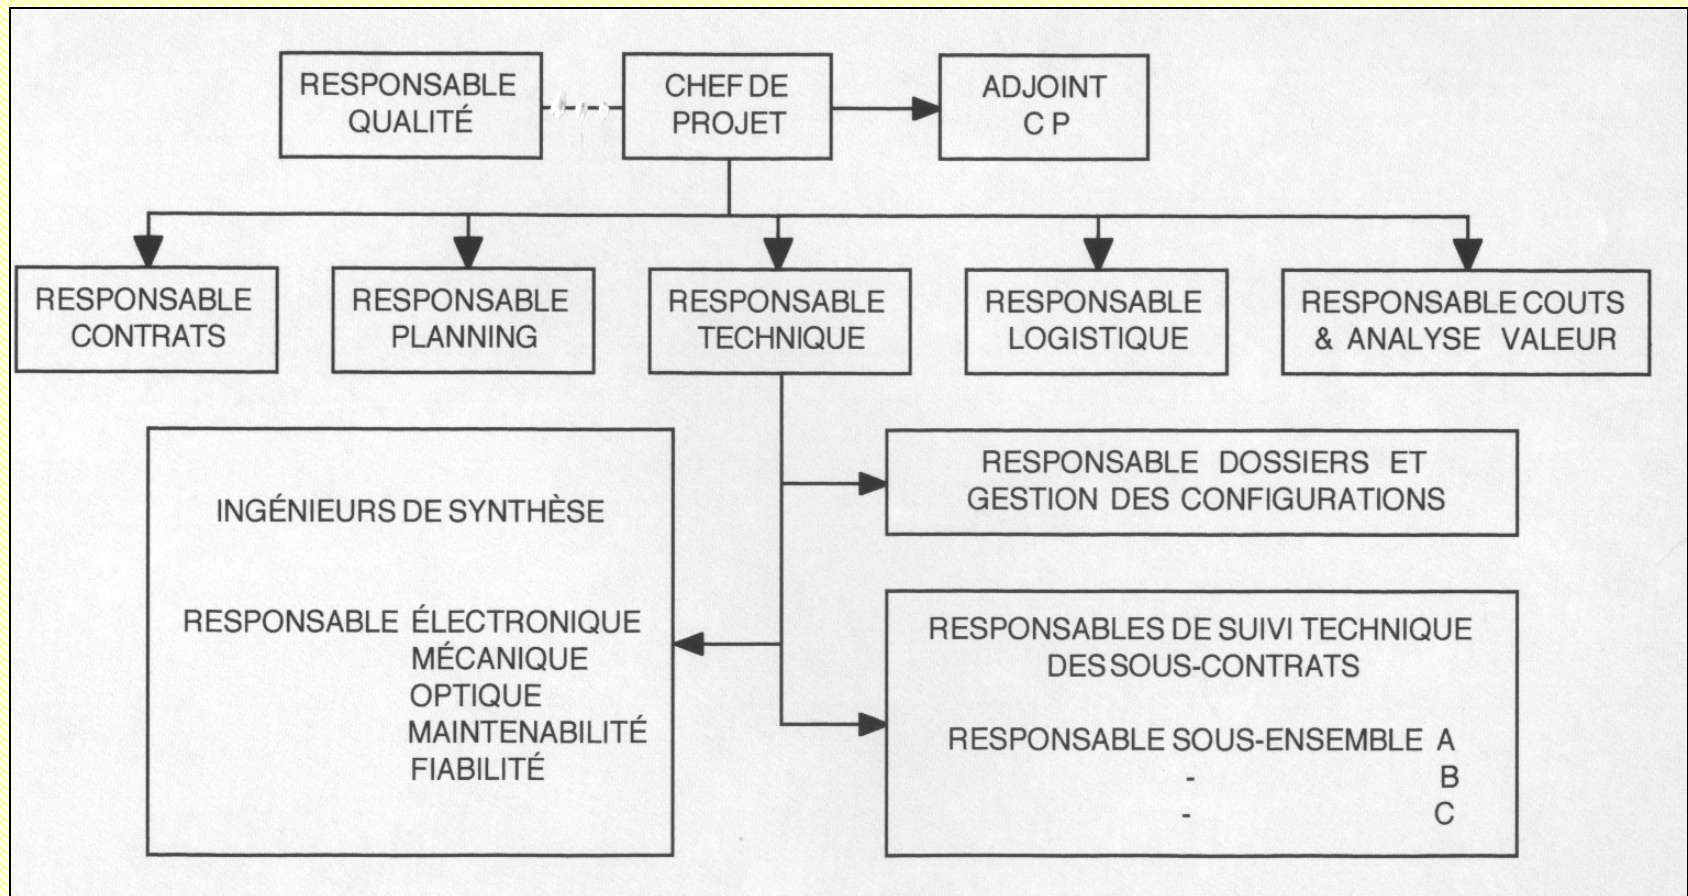 RESPONSABLE
QUALITÉ
CHEF DE
PROJET
ADJOINT
C P
RESPONSABLE
CONTRATS
RESPONSABLE
PLANNING
RESPONSABLE
TECHNIQUE
RESPONSABLE
LOGISTIQUE
RESPONSABLE COUTS
& ANALYSE VALEUR
INGÉNIEURS DE SYNTHÈSE
RESPONSABLE ÉLECTRONIQUE
MÉCANIQUE
OPTIQUE
MAINTENABILITÉ
FIABILITÉ
RESPONSABLE DOSSIERS ET
GESTION DES CONFIGURATIONS
RESPONSABLES DE SUIVI TECHNIQUE
DES SOUS-CONTRATS
RESPONSABLE SOUS-ENSEMBLE A
- B
- C